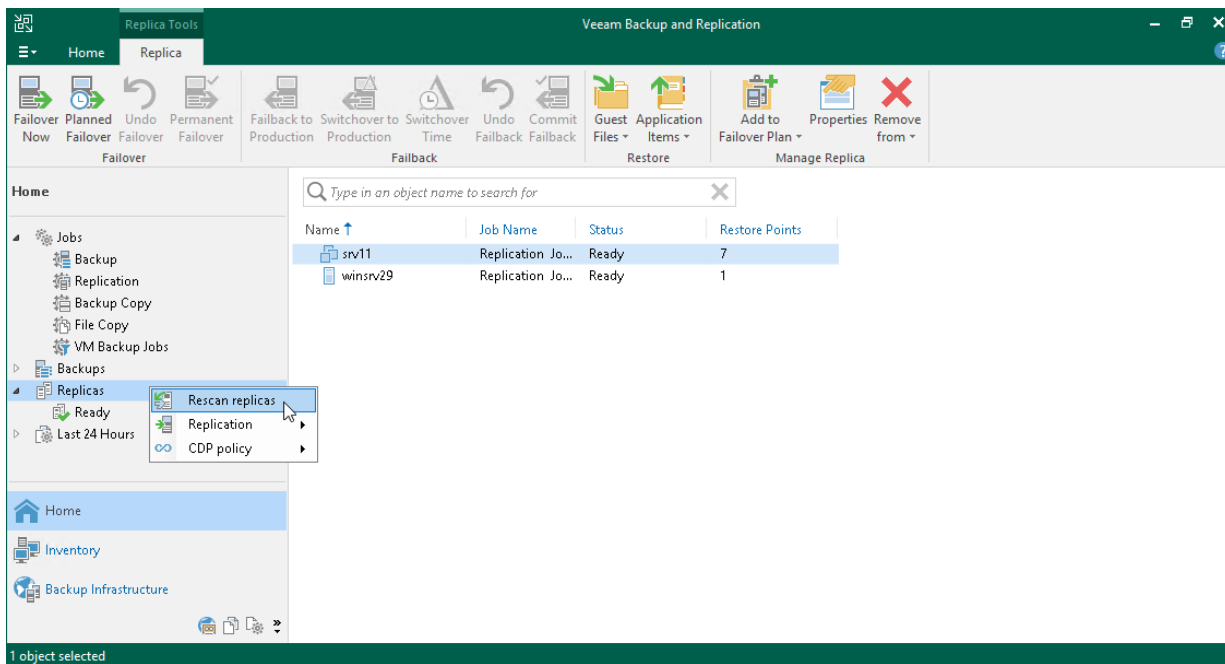 Replica Tools
Veeam Backup and Replication
Home Replica
Failover Planned Undo Permanent Failback to Switchover to Switchover Undo Commit Guest Application Add to Properties Remove
Now Failover Failover Failover Production Production Time Failback Failback Files Items Failover Plan from
Failover Failback Restore Manage Replica
Home
Type in an object name to search for
Name Job Name Status Restore Points
srv11 Replication Jo... Ready 7
winsrv29 Replication Jo... Ready 1
Jobs
Backup
Replication
Backup Copy
File Copy
VM Backup Jobs
Backups
Replicas
Ready
Last 24 Hours
Rescan replicas
Replication
CDP policy
Home
Inventory
Backup Infrastructure
1 object selected